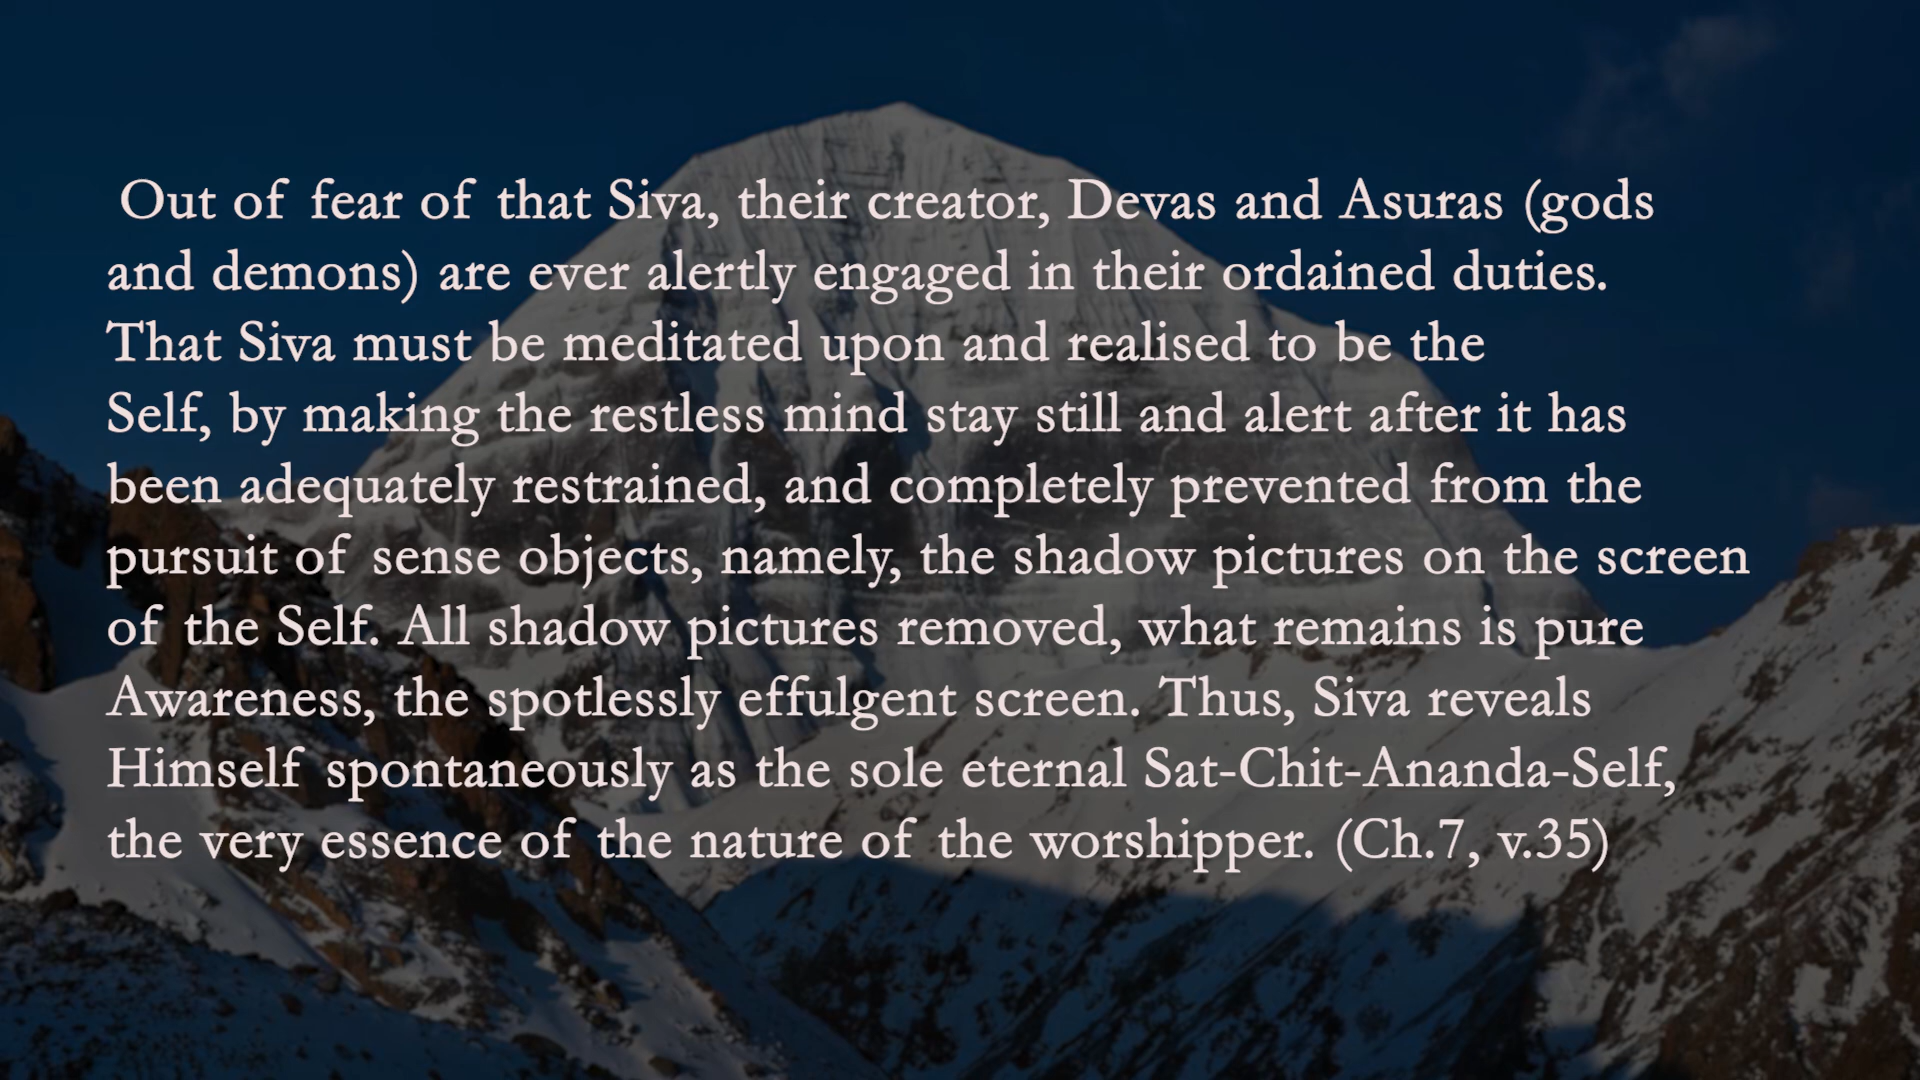 Out of fear of that Siva, their creator, Devas and Asuras (gods
and demons) are ever alertly engaged in their ordained duties.
That Siva must be meditated upon and realised to be the
Self, by making the restless mind stay still and alert after it has
been adequately restrained, and completely prevented from the
pursuit of sense objects, namely, the shadow pictures on the screen
of the Self. All shadow pictures removed, what remains is pure
Awareness, the spotlessly effulgent screen. Thus, Siva reveals
Himself spontaneously as the sole eternal Sat-Chit-Ananda-Self,
the very essence of the nature of the worshipper. (Ch.7, v.35)